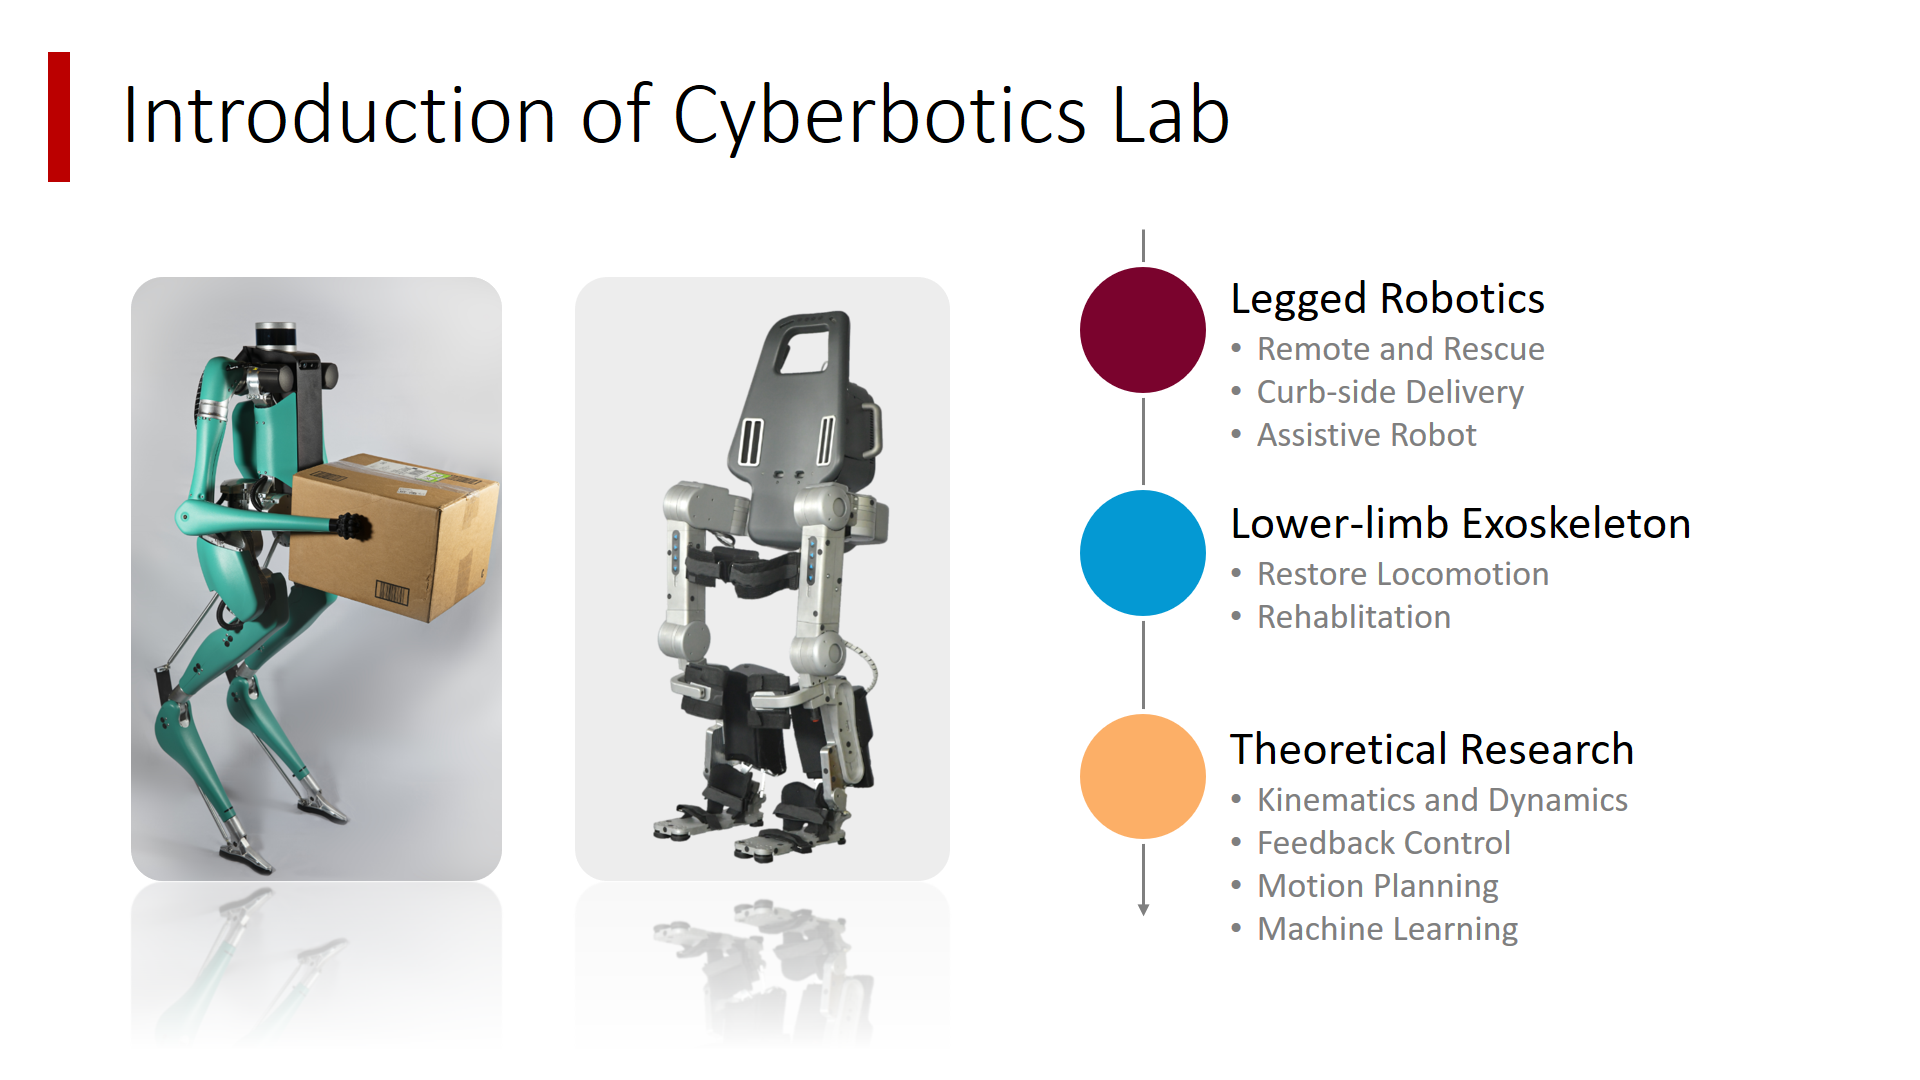 Introduction of Cyberbotics Lab
Legged Robotics
• Remote and Rescue
• Curb-side Delivery
• Assistive Robot
Lower-limb Exoskeleton
• Restore Locomotion
• Rehablitation
Theoretical Research
• Kinematics and Dynamics
• Feedback Control
• Motion Planning
• Machine Learning